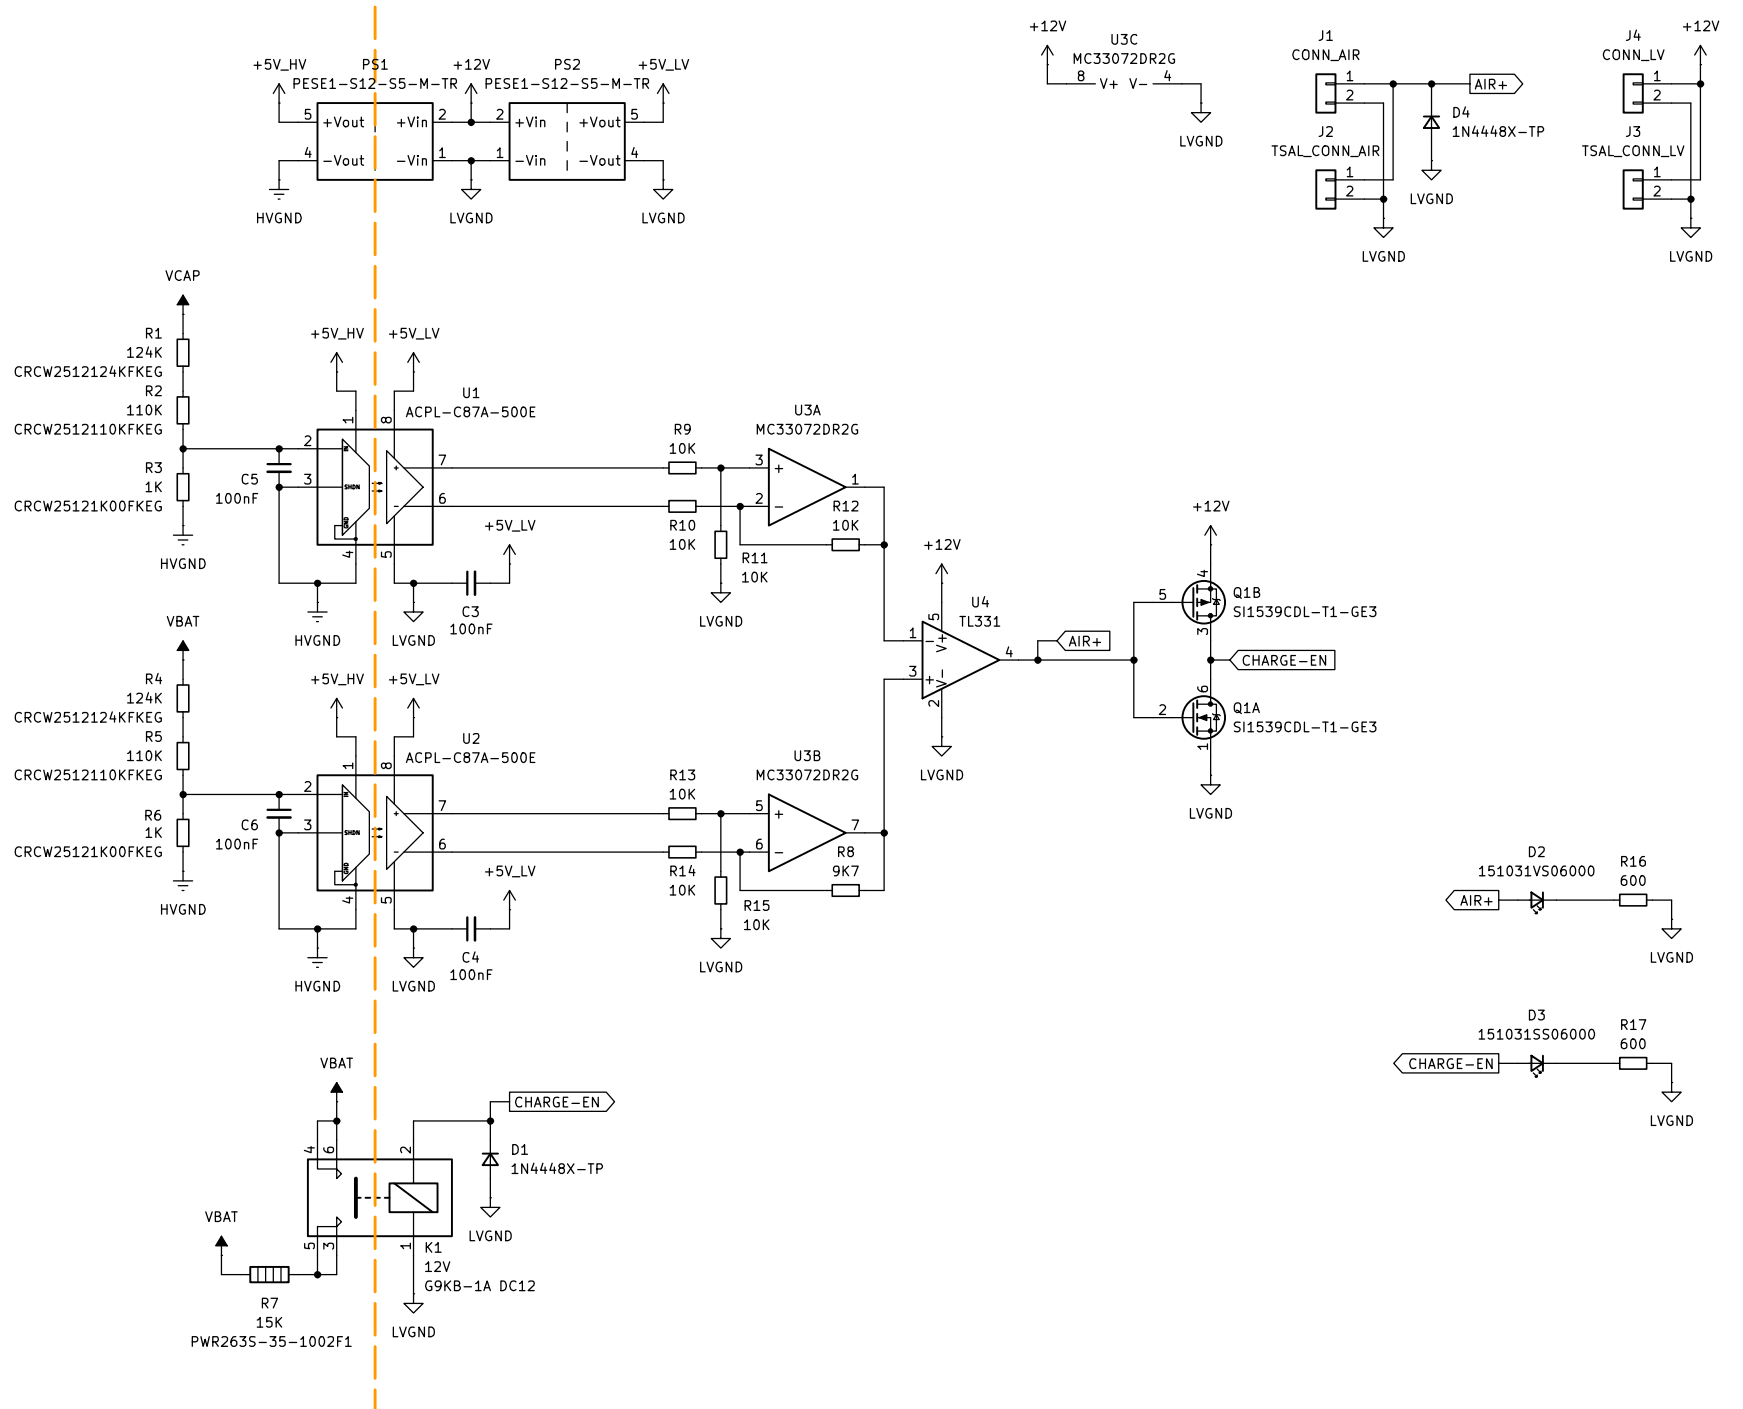 +5V_HV
PS1
PESE1-S12-S5-M-TR
+12V
PS2
PESE1-S12-S5-M-TR
+5V_LV
5
+Vout
+Vin
2
2
+Vin
+Vout
5
4
-Vout
-Vin
1
1
-Vin
-Vout
4
HVGND
LVGND
LVGND
+12V
U3C
MC33072DR2G
8
V+
V-
4
LVGND
J1
CONN_AIR
1
2
J2
TSAL_CONN_AIR
1
2
AIR+
D4
1N4448X-TP
LVGND
LVGND
J4
CONN_LV
+12V
1
2
J3
TSAL_CONN_LV
1
2
LVGND
VCAP
R1
124K
CRCW2512124KFKEG
R2
110K
CRCW2512110KFKEG
R3
1K
CRCW25121K00FKEG
HVGND
C5
100nF
+5V_HV
+5V_LV
U1
ACPL-C87A-500E
1
8
2
IN
3
SHDN
GND
4
5
+
7
-
6
HVGND
LVGND
+5V_LV
C3
100nF
R9
10K
R10
10K
R11
10K
LVGND
U3A
MC33072DR2G
3
+
2
-
1
R12
10K
VBAT
R4
124K
CRCW2512124KFKEG
R5
110K
CRCW2512110KFKEG
R6
1K
CRCW25121K00FKEG
HVGND
C6
100nF
+5V_HV
+5V_LV
U2
ACPL-C87A-500E
1
8
2
IN
3
SHDN
GND
4
5
+
7
-
6
HVGND
LVGND
+5V_LV
C4
100nF
R13
10K
R14
10K
R15
10K
LVGND
U3B
MC33072DR2G
5
+
6
-
7
R8
9K7
+12V
U4
TL331
5
V+
1
-
3
+
V-
2
4
LVGND
AIR+
+12V
4
5
Q1B
SI1539CDL-T1-GE3
3
CHARGE-EN
6
2
Q1A
SI1539CDL-T1-GE3
1
LVGND
D2
151031VS06000
R16
600
AIR+
LVGND
D3
151031SS06000
R17
600
CHARGE-EN
LVGND
VBAT
CHARGE-EN
4
6
2
D1
1N4448X-TP
LVGND
VBAT
5
3
1
K1
12V
G9KB-1A DC12
R7
15K
PWR263S-35-1002F1
LVGND